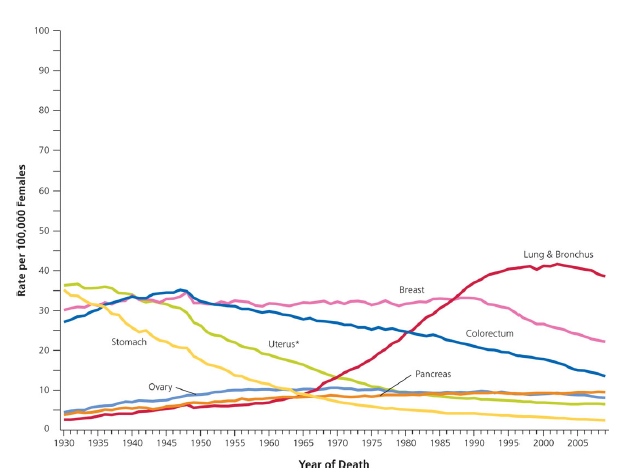 100
90
80
70
60
50
40
30
20
10
0
Rate per 100,000 Females
Lung & Bronchus
Breast
Colorectum
Stomach
Uterus*
Pancreas
Ovary
1930 1935 1940 1945 1950 1955 1960 1965 1970 1975 1980 1985 1990 1995 2000 2005
Year of Death